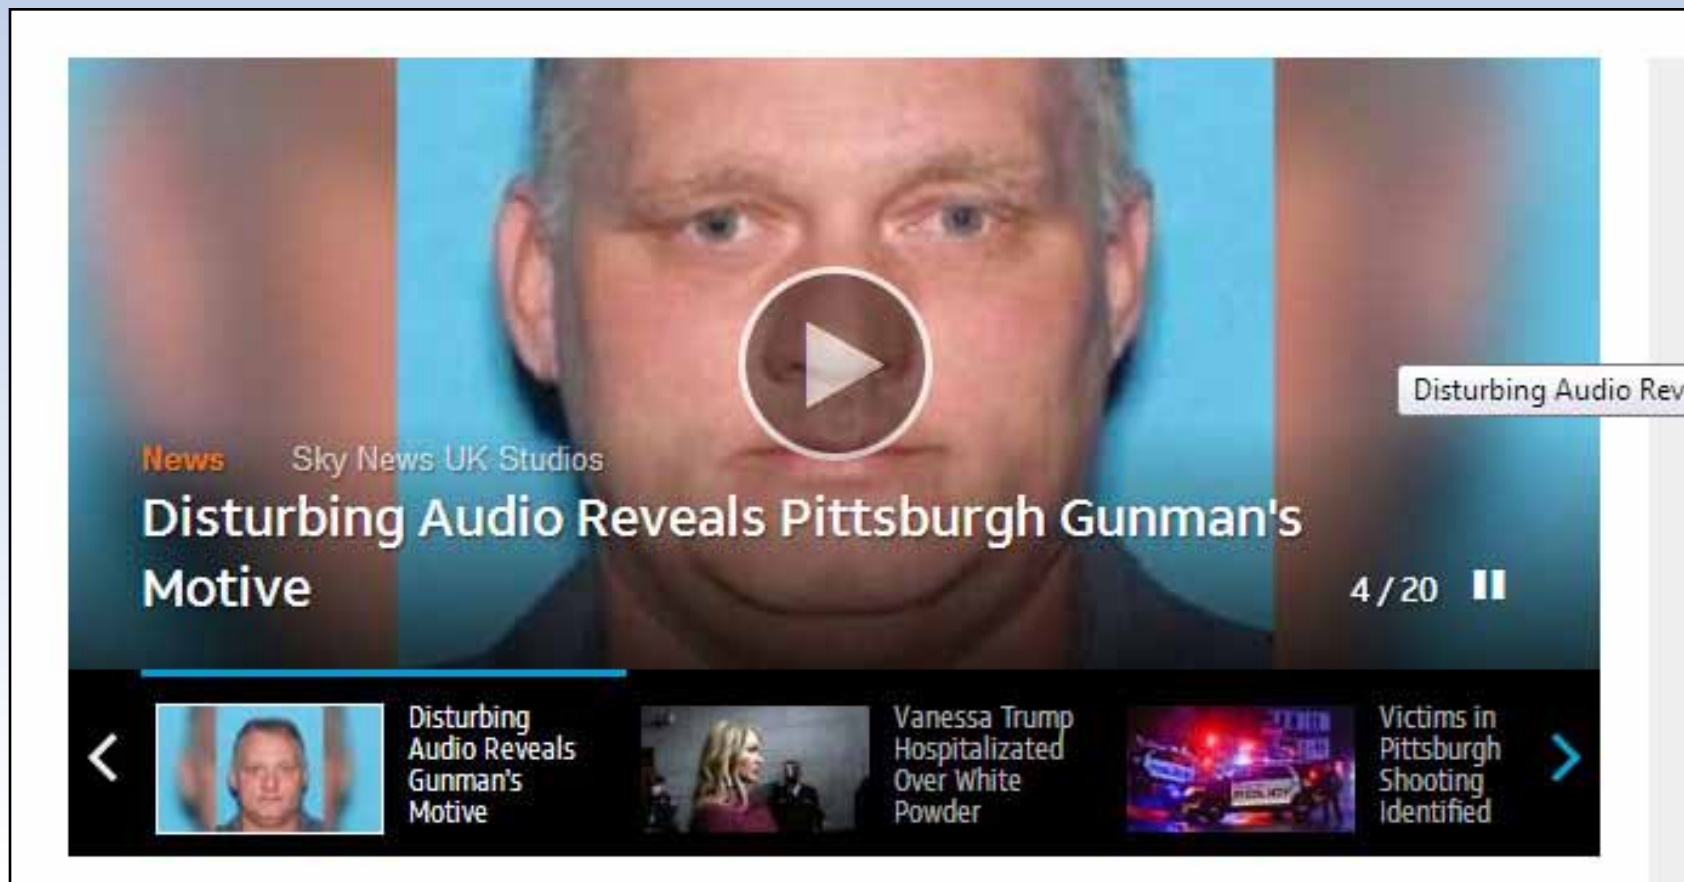 News Sky News UK Studios
Disturbing Audio Reveals Pittsburgh Gunman's
Motive
4 / 20
Disturbing Audio Rev
Disturbing
Audio Reveals
Gunman's
Motive
Vanessa Trump
Hospitalizated
Over White
Powder
Victims in
Pittsburgh
Shooting
Identified
POLICE